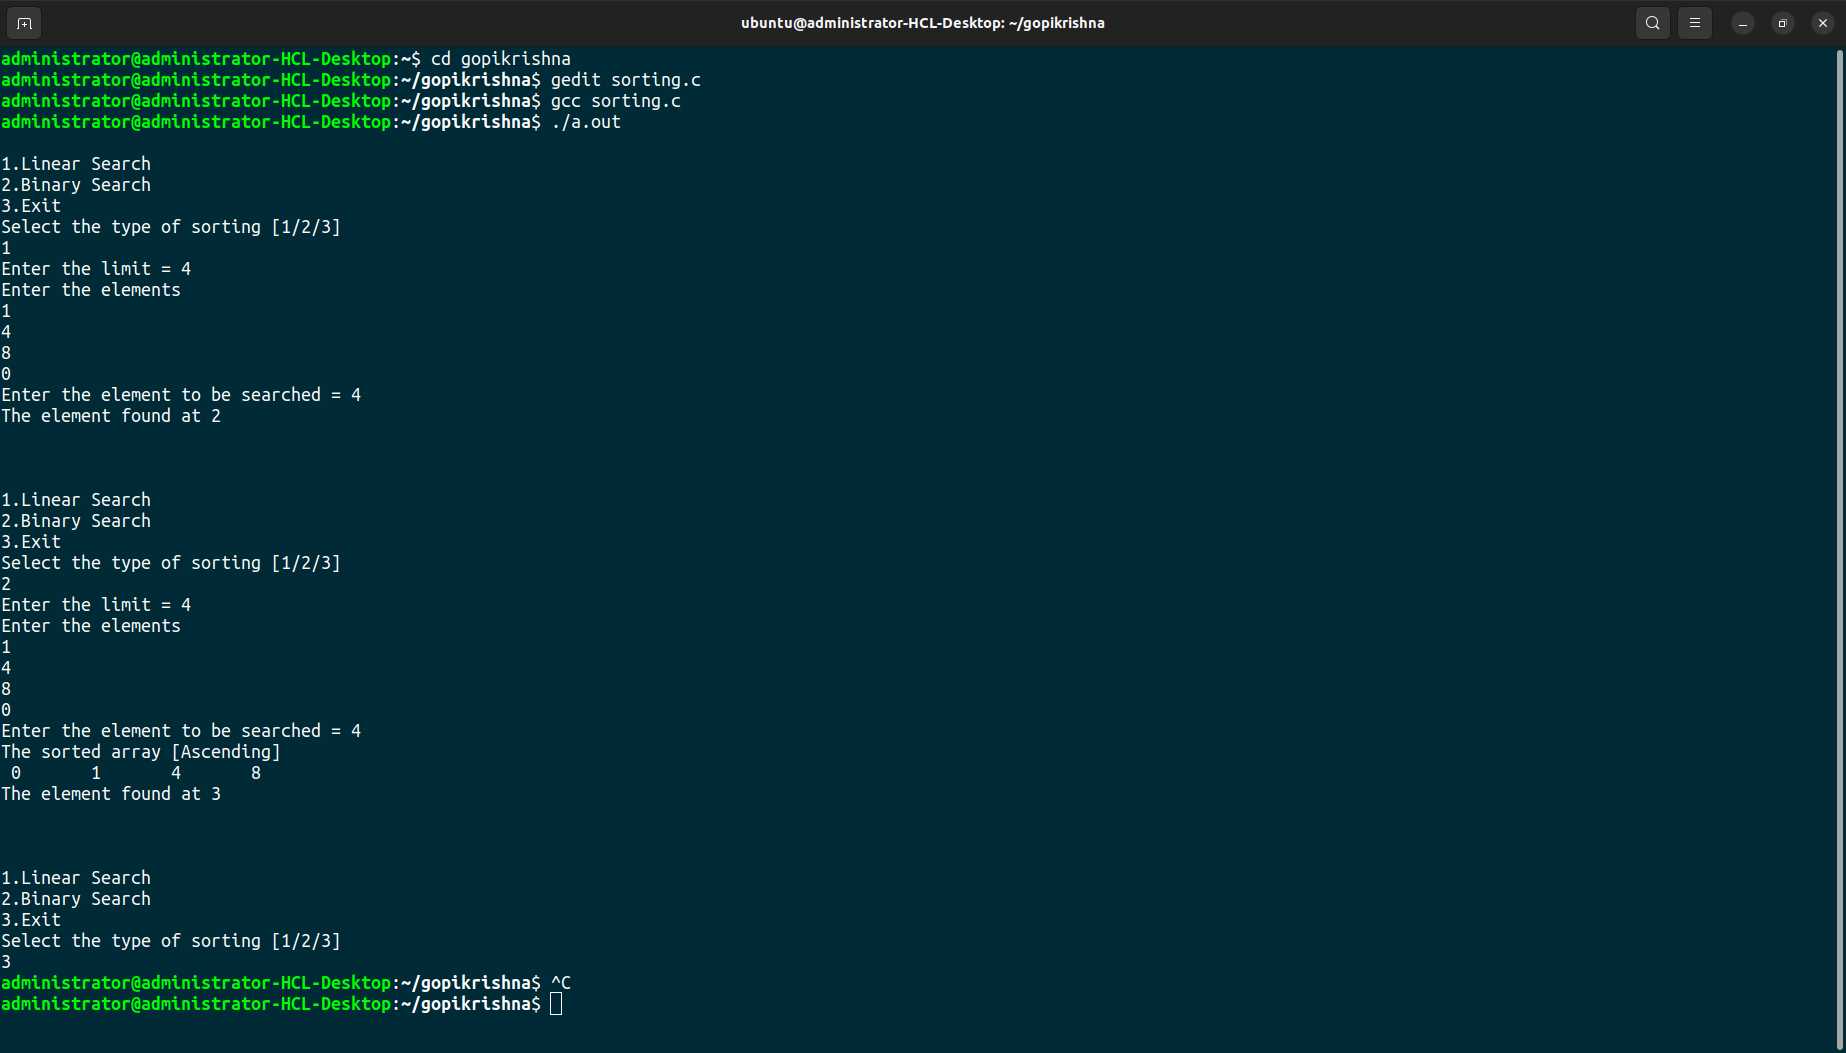 ubuntu@administrator-HCL-Desktop: ~/gopikrishna
administrator@administrator-HCL-Desktop:~$ cd gopikrishna
administrator@administrator-HCL-Desktop:~/gopikrishna$ gedit sorting.c
administrator@administrator-HCL-Desktop:~/gopikrishna$ gcc sorting.c
administrator@administrator-HCL-Desktop:~/gopikrishna$ ./a.out
1.Linear Search
2.Binary Search
3.Exit
Select the type of sorting [1/2/3]
1
Enter the limit = 4
Enter the elements
1
4
8
0
Enter the element to be searched = 4
The element found at 2
1.Linear Search
2.Binary Search
3.Exit
Select the type of sorting [1/2/3]
2
Enter the limit = 4
Enter the elements
1
4
8
0
Enter the element to be searched = 4
The sorted array [Ascending]
0 1 4 8
The element found at 3
1.Linear Search
2.Binary Search
3.Exit
Select the type of sorting [1/2/3]
3
administrator@administrator-HCL-Desktop:~/gopikrishna$ ^C
administrator@administrator-HCL-Desktop:~/gopikrishna$